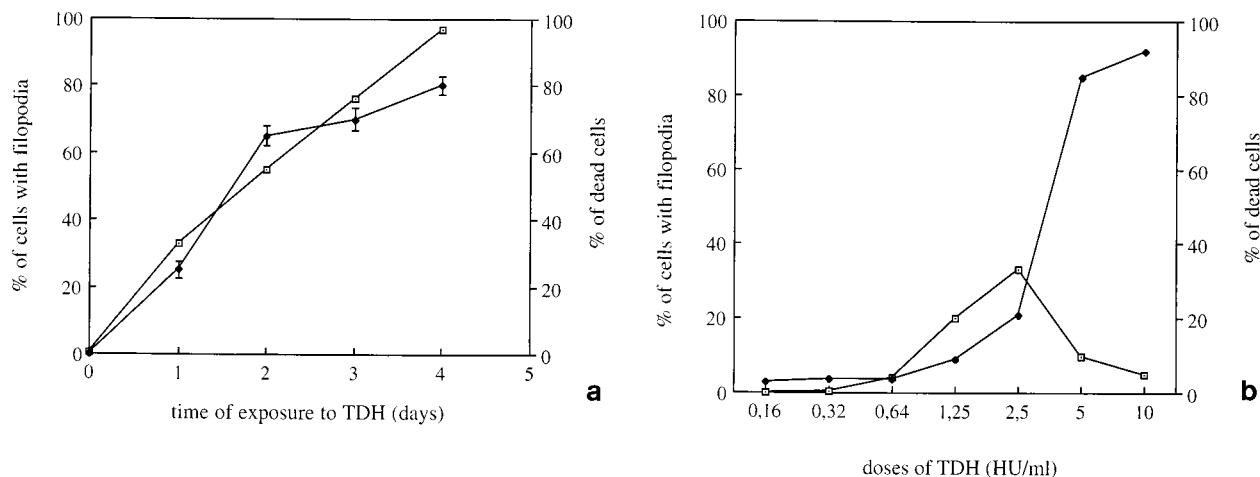 % of cells with filopodia
100
80
60
40
20
0
100
80
60
40
20
0
% of dead cells
0 1 2 3 4 5
time of exposure to TDH (days)
a
% of cells with filopodia
100
80
60
40
20
0
100
80
60
40
20
0
% of dead cells
0,16 0,32 0,64 1,25 2,5 5 10
doses of TDH (HU/ml)
b